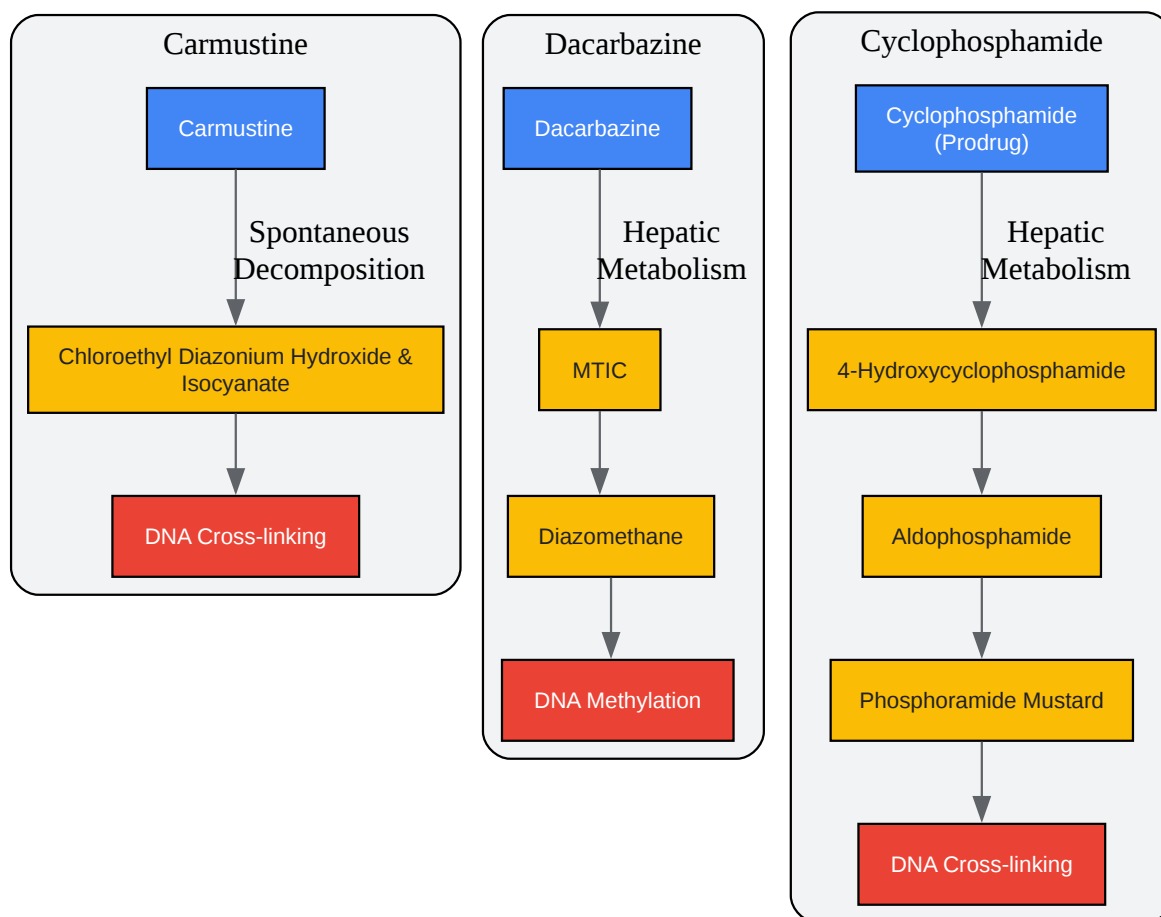 Carmustine
Carmustine
Spontaneous
Decomposition
Chloroethyl Diazonium Hydroxide &
Isocyanate
DNA Cross-linking
Dacarbazine
Dacarbazine
Hepatic
Metabolism
MTIC
Diazomethane
DNA Methylation
Cyclophosphamide
Cyclophosphamide
(Prodrug)
Hepatic
Metabolism
4-Hydroxycyclophosphamide
Aldophosphamide
Phosphoramide Mustard
DNA Cross-linking